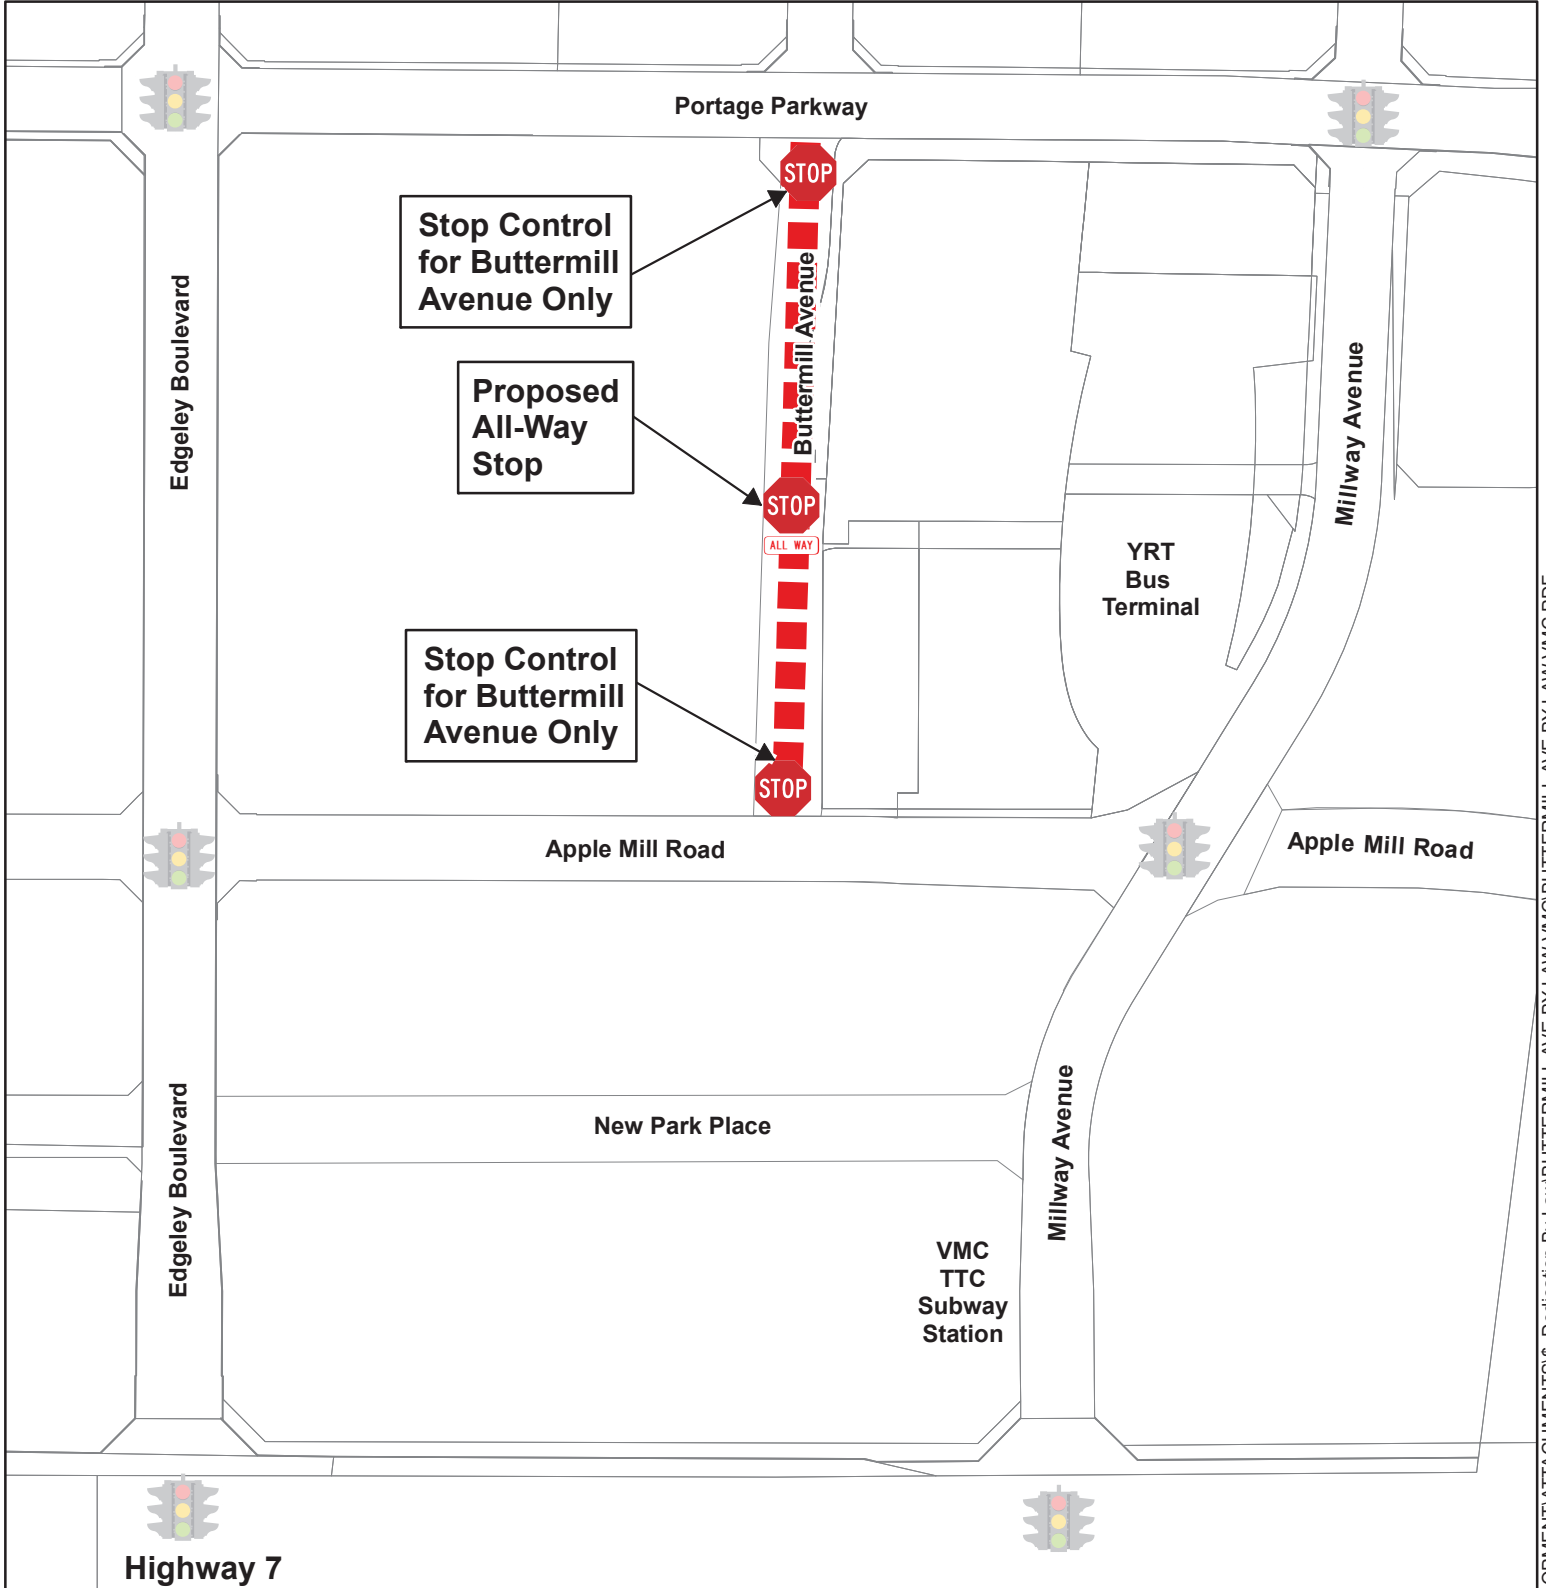 Portage Parkway
STOP
Stop Control
for Buttermill
Avenue Only
Buttermill Avenue
Edgeley Boulevard
Millway Avenue
Proposed
All-Way
Stop
STOP
ALL WAY
YRT
Bus
Terminal
Stop Control
for Buttermill
Avenue Only
STOP
Apple Mill Road
Apple Mill Road
New Park Place
Edgeley Boulevard
Millway Avenue
VMC
TTC
Subway
Station
Highway 7